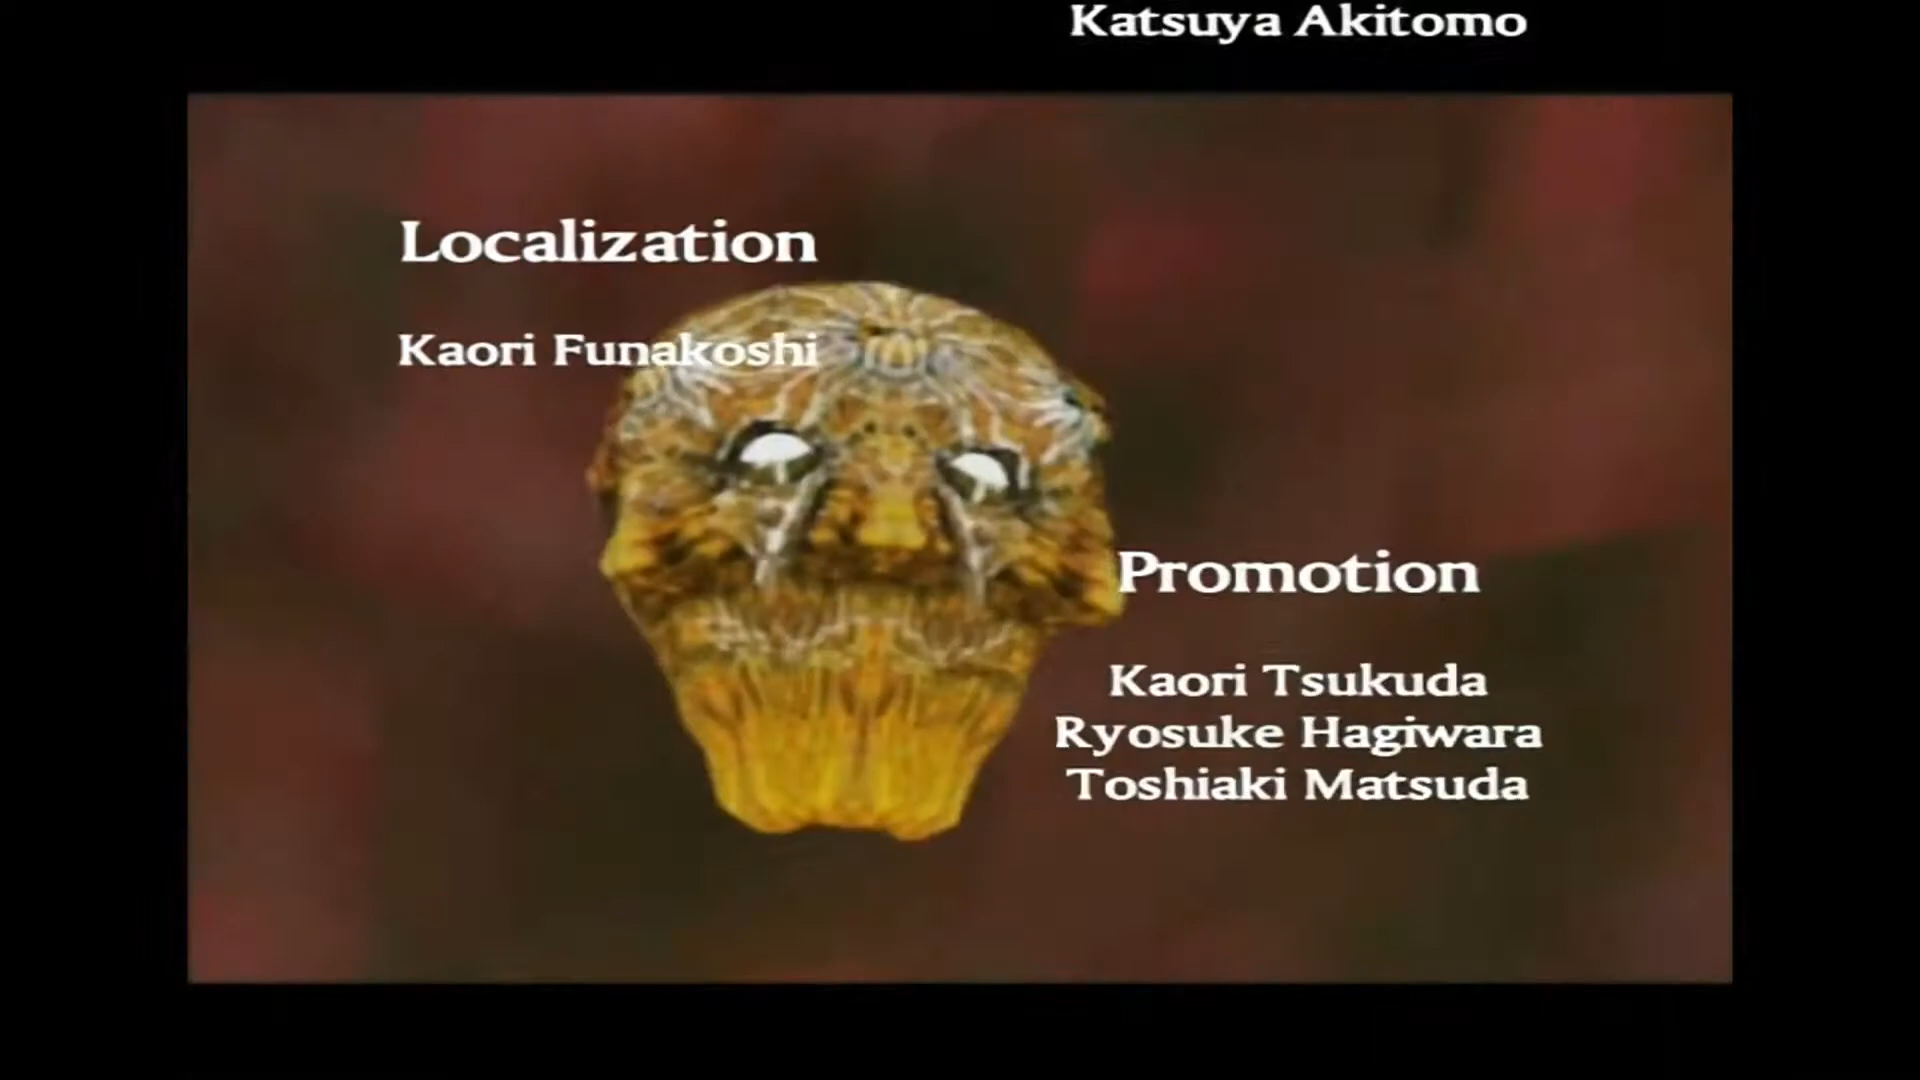 Katsuya Akitomo
Localization
Kaori Funakoshi
Promotion
Kaori Tsukuda
Ryosuke Hagiwara
Toshiaki Matsuda